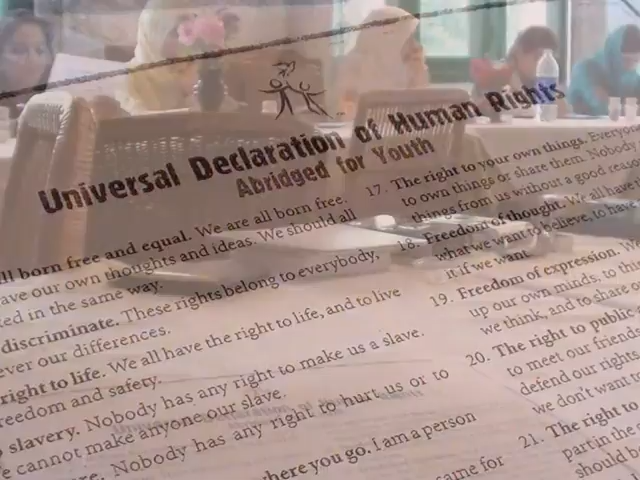 Universal Declaration of Human Rights
Abridged for Youth
ll born free and equal. We are all born free.
ave our own thoughts and ideas. We should all
ed in the same way.
discriminate. These rights belong to everybody,
ever our differences.
right to life. We all have the right to life, and to live
reedom and safety.
slavery. Nobody has any right to make us a slave.
e cannot make anyone our slave.
re. Nobody has any right to hurt us or to
here you go. I am a person
same for
17. The right to your own things. Everyone
to own things or share them. Nobody
things from us without a good reaso
18. Freedom of thought. We all have
what we want to believe, to have
it if we want.
19. Freedom of expression. W
up our own minds, to th
we think, and to share o
20. The right to public
to meet our friends
defend our rights
we don't want
21. The right to
part in the
should b